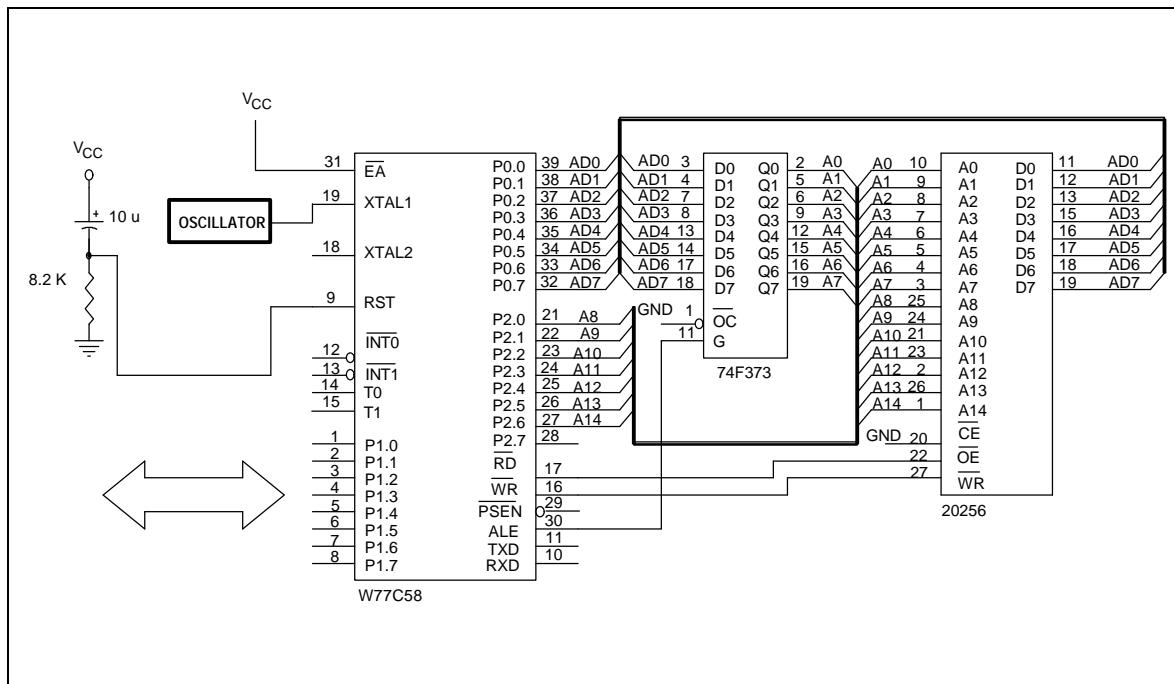 VCC
VCC
+
10 u
8.2 K
OSCILLATOR
31 EA
19 XTAL1
18 XTAL2
9 RST
12 INT0
13 INT1
14 T0
15 T1
1 P1.0
2 P1.1
3 P1.2
4 P1.3
5 P1.4
6 P1.5
7 P1.6
8 P1.7
P0.0 39 AD0
P0.1 38 AD1
P0.2 37 AD2
P0.3 36 AD3
P0.4 35 AD4
P0.5 34 AD5
P0.6 33 AD6
P0.7 32 AD7
P2.0 21 A8
P2.1 22 A9
P2.2 23 A10
P2.3 24 A11
P2.4 25 A12
P2.5 26 A13
P2.6 27 A14
P2.7 28
RD 17
WR 16
PSEN 29
ALE 30
TXD 11
RXD 10
W77C58
AD0 3 D0 Q0 2 A0
AD1 4 D1 Q1 5 A1
AD2 7 D2 Q2 6 A2
AD3 8 D3 Q3 9 A3
AD4 13 D4 Q4 12 A4
AD5 14 D5 Q5 15 A5
AD6 17 D6 Q6 16 A6
AD7 18 D7 Q7 19 A7
GND 1 OC
11 G
74F373
A0 10 A0
A1 9 A1
A2 8 A2
A3 7 A3
A4 6 A4
A5 5 A5
A6 4 A6
A7 3 A7
A8 25 A8
A9 24 A9
A10 21 A10
A11 23 A11
A12 2 A12
A13 26 A13
A14 1 A14
GND 20 CE
22 OE
27 WR
D0 11 AD0
D1 12 AD1
D2 13 AD2
D3 15 AD3
D4 16 AD4
D5 17 AD5
D6 18 AD6
D7 19 AD7
20256